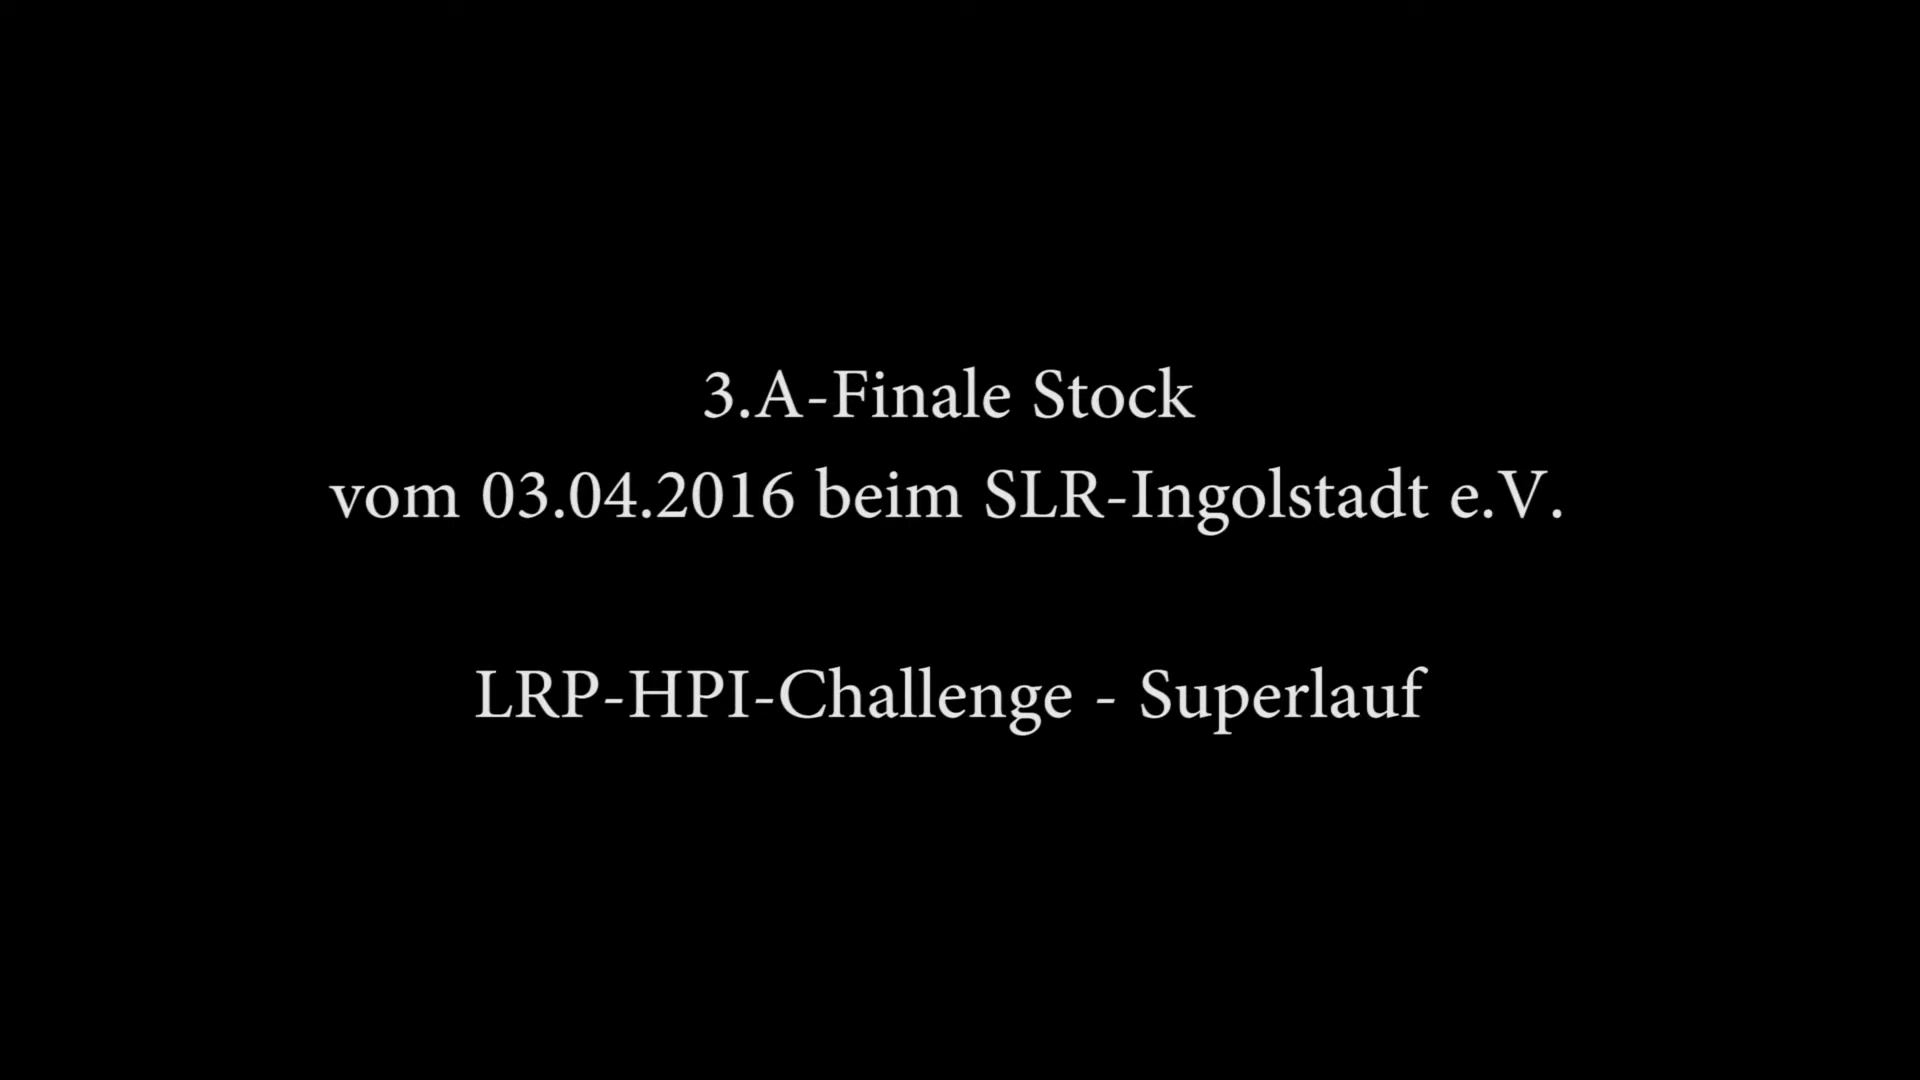 3.A-Finale Stock
vom 03.04.2016 beim SLR-Ingolstadt e.V.
LRP-HPI-Challenge - Superlauf